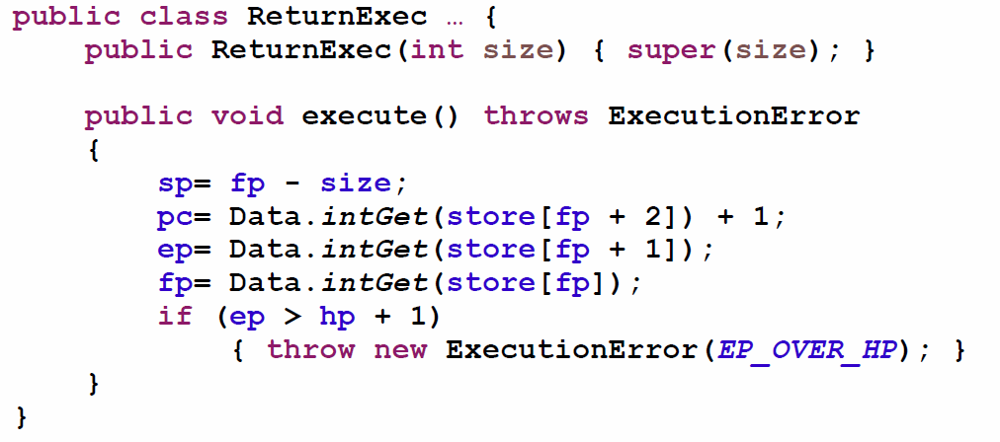 public class ReturnExec … {
    public ReturnExec(int size) { super(size); }

    public void execute() throws ExecutionError
    {
        sp= fp - size;
        pc= Data.intGet(store[fp + 2]) + 1;
        ep= Data.intGet(store[fp + 1]);
        fp= Data.intGet(store[fp]);
        if (ep > hp + 1)
            { throw new ExecutionError(EP_OVER_HP); }
    }
}